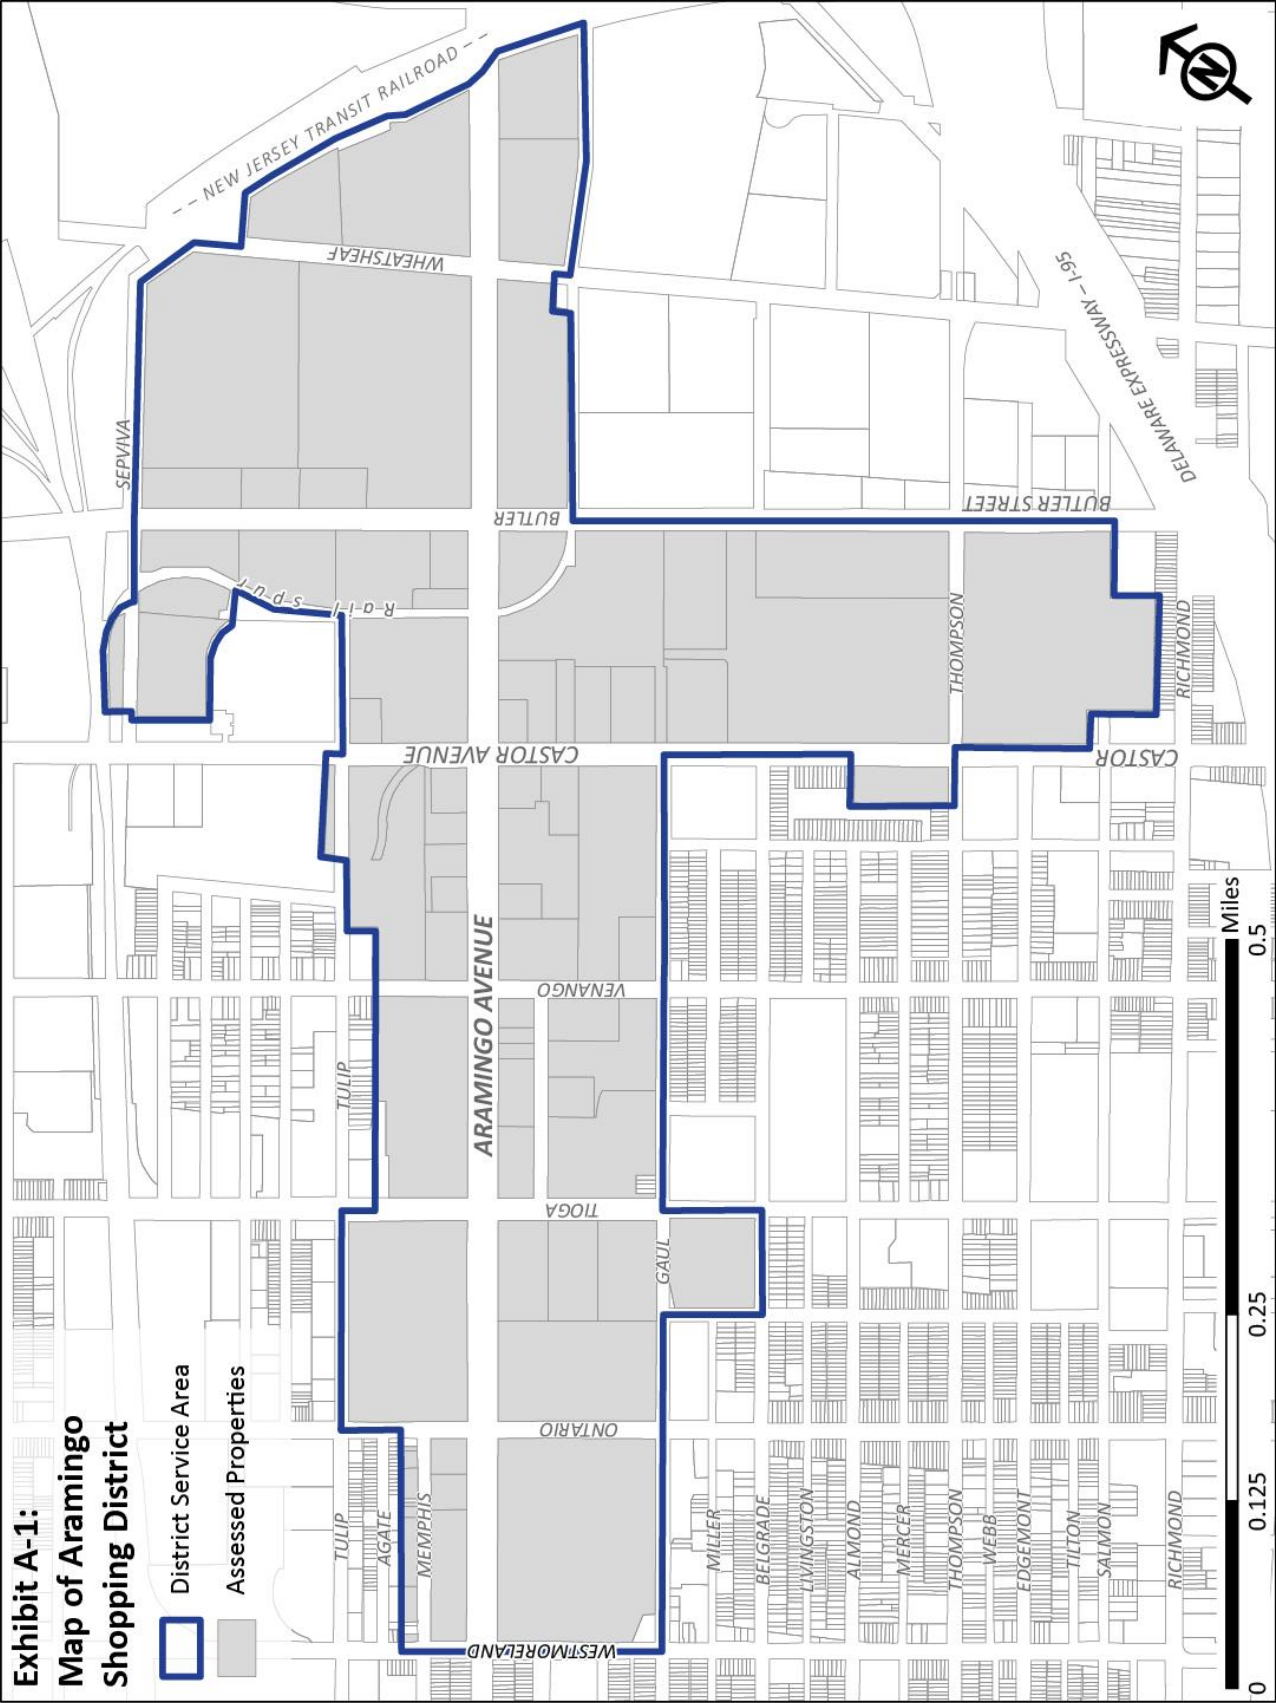 Exhibit A-1:
Map of Aramingo
Shopping District
District Service Area
Assessed Properties
NEW JERSEY TRANSIT RAILROAD
WHEATSHEAF
SEPVIVA
BUTLER
BUTLER STREET
Rail spur
DELAWARE EXPRESSWAY – I-95
THOMPSON
RICHMOND
CASTOR AVENUE
CASTOR
ARAMINGO AVENUE
VENANGO
TULIP
TIOGA
GAUL
ONTARIO
WESTMORELAND
TULIP
AGATE
MEMPHIS
MILLER
BELGRADE
LIVINGSTON
ALMOND
MERCER
THOMPSON
WEBB
EDGEMONT
TILTON
SALMON
RICHMOND
0 0.125 0.25 0.5
Miles
N